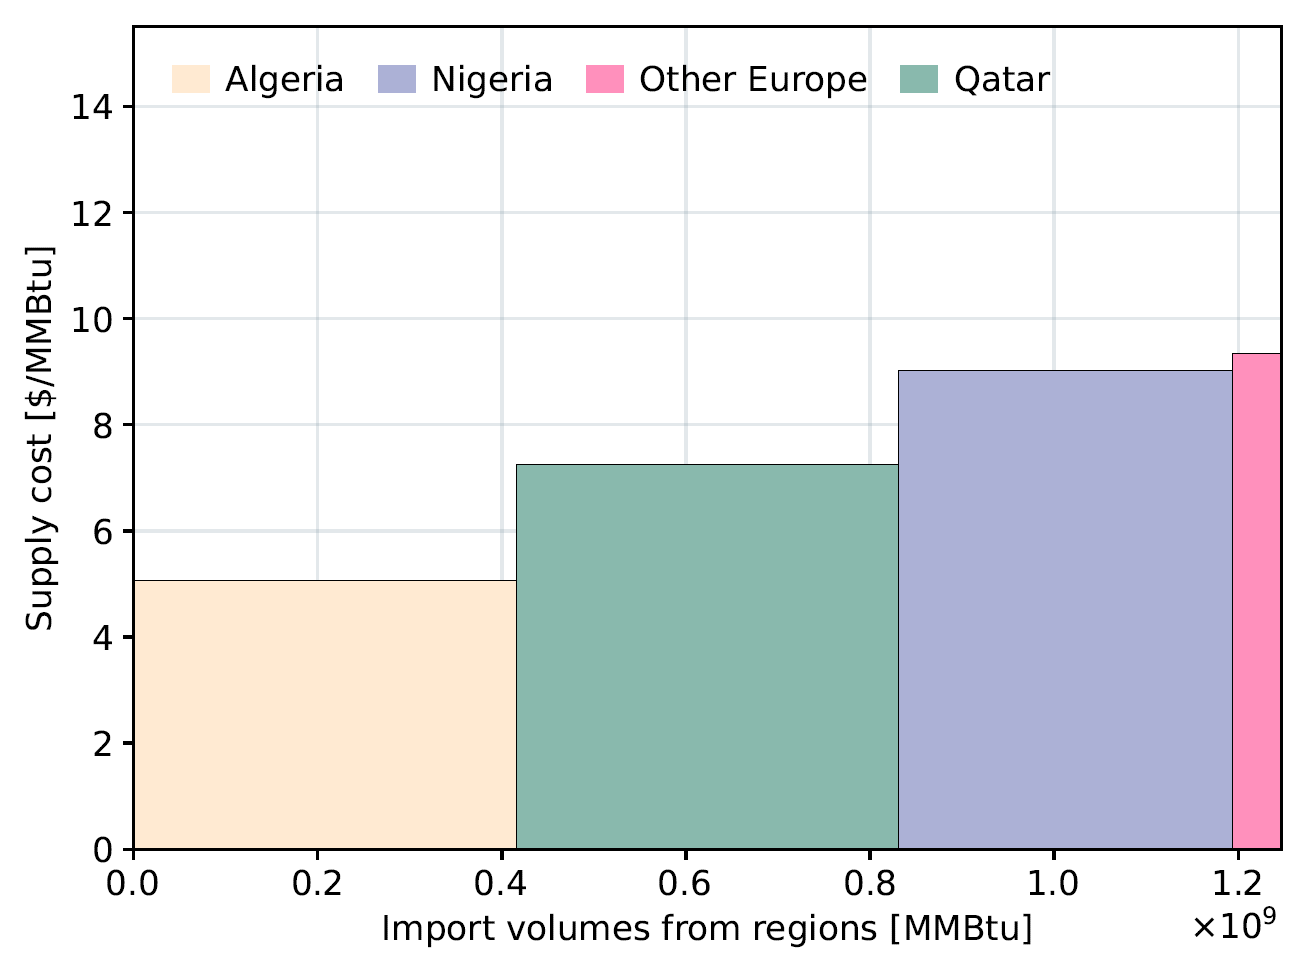 Algeria Nigeria Other Europe Qatar
14
12
10
8
6
4
2
0
Supply cost [$/MMBtu]
0.0 0.2 0.4 0.6 0.8 1.0 1.2
Import volumes from regions [MMBtu] ×10⁹